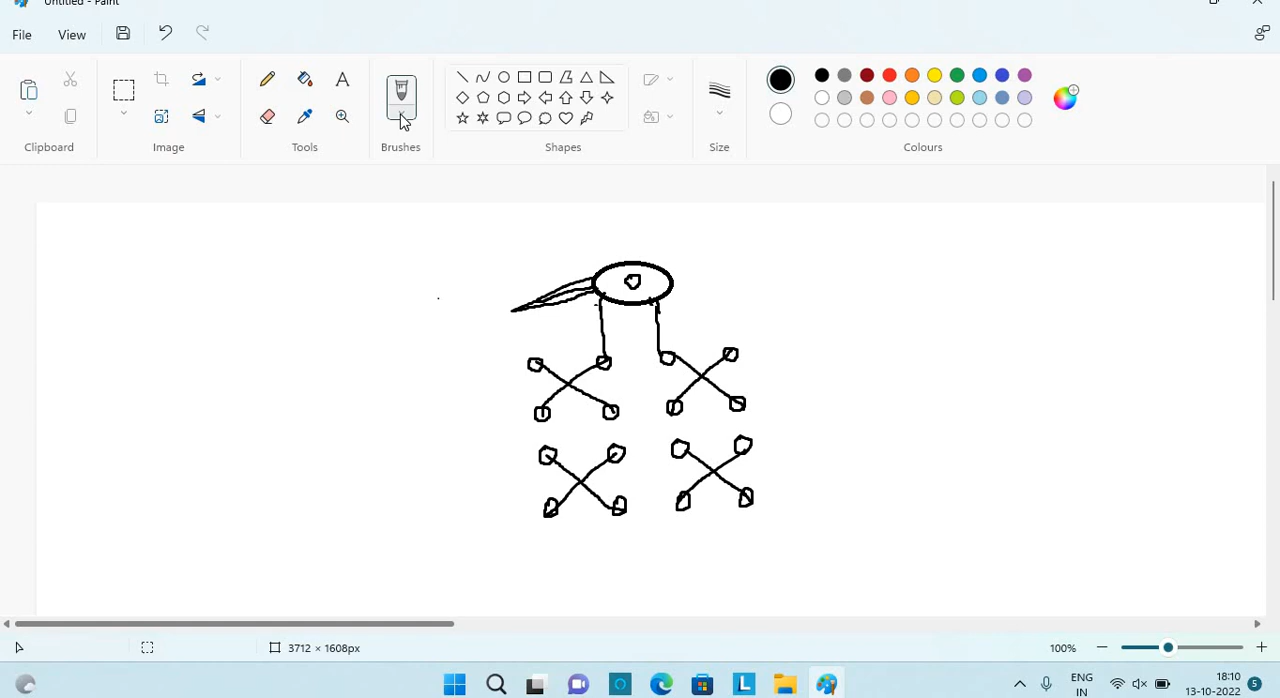 Untitled - Paint
File View
Clipboard Image Tools Brushes Shapes Size Colours
3712 × 1608px 100%
ENG 18:10
IN 13-10-2022 5